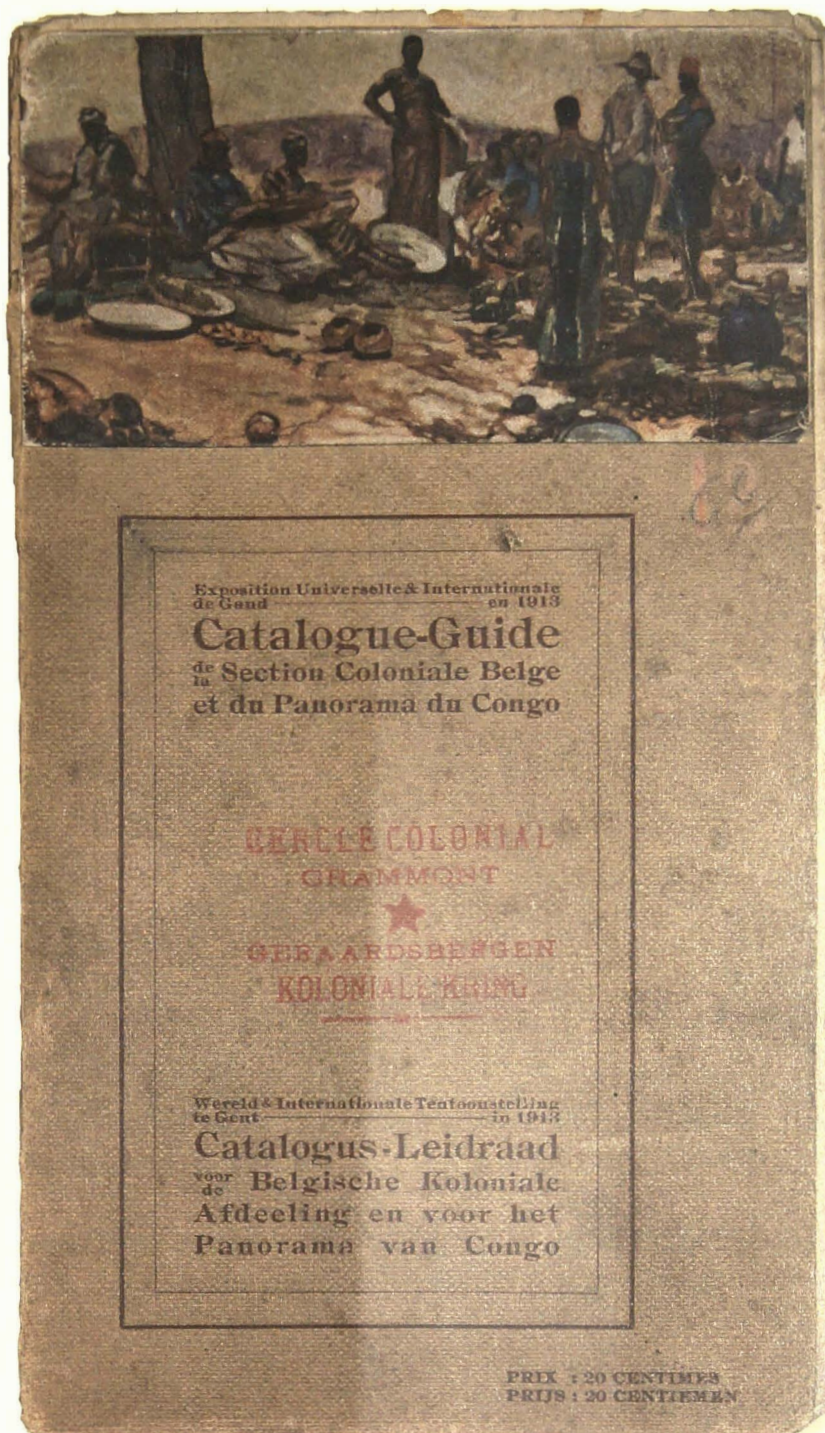 Exposition Universelle & Internationale
de Gand en 1913
Catalogue-Guide
de la Section Coloniale Belge
et du Panorama du Congo
CERCLE COLONIAL
GRAMMONT
GERAARDSBERGEN
KOLONIALE KRING
Wereld & Internationale Tentoonstelling
te Gent in 1913
Catalogus-Leidraad
voor de Belgische Koloniale
Afdeeling en voor het
Panorama van Congo
PRIX : 20 CENTIMES
PRIJS : 20 CENTIEMEN